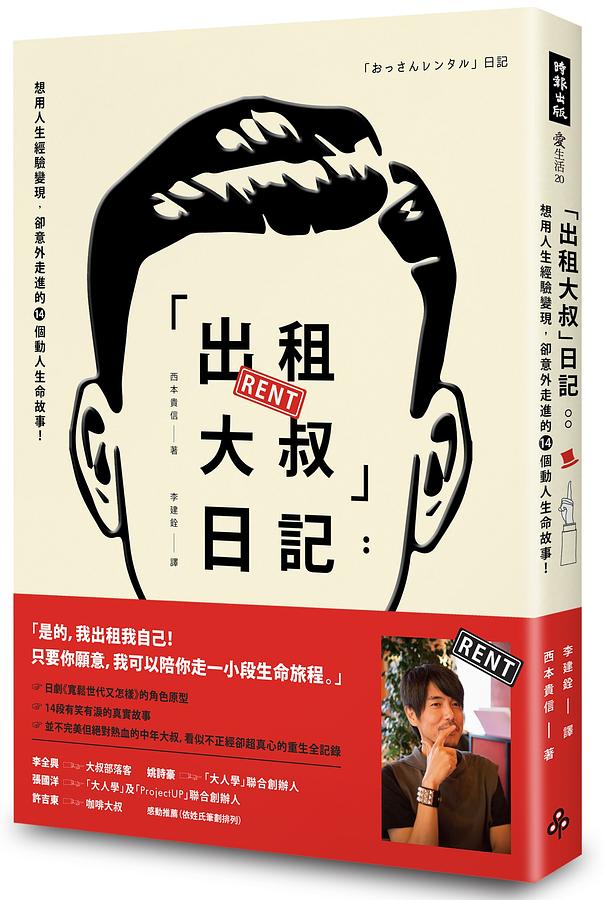 「おっさんレンタル」日記
想用人生經驗變現，卻意外走進的14個動人生命故事！
「出租
大叔」
日記：
RENT
西本貴信──著
李建銓──譯
「是的，我出租我自己！
只要你願意，我可以陪你走一小段生命旅程。」
☞ 日劇《寬鬆世代又怎樣》的角色原型
☞ 14段有笑有淚的真實故事
☞ 並不完美但絕對熱血的中年大叔，看似不正經卻超真心的重生全記錄
李全興 ☞ 大叔部落客 姚詩豪 ☞「大人學」聯合創辦人
張國洋 ☞「大人學」及「ProjectUP」聯合創辦人
許吉東 ☞ 咖啡大叔 感動推薦（依姓氏筆劃排列）
RENT
時報出版
愛生活20
「出租大叔」日記：
想用人生經驗變現，卻意外走進的14個動人生命故事！
李建銓──譯
西本貴信──著